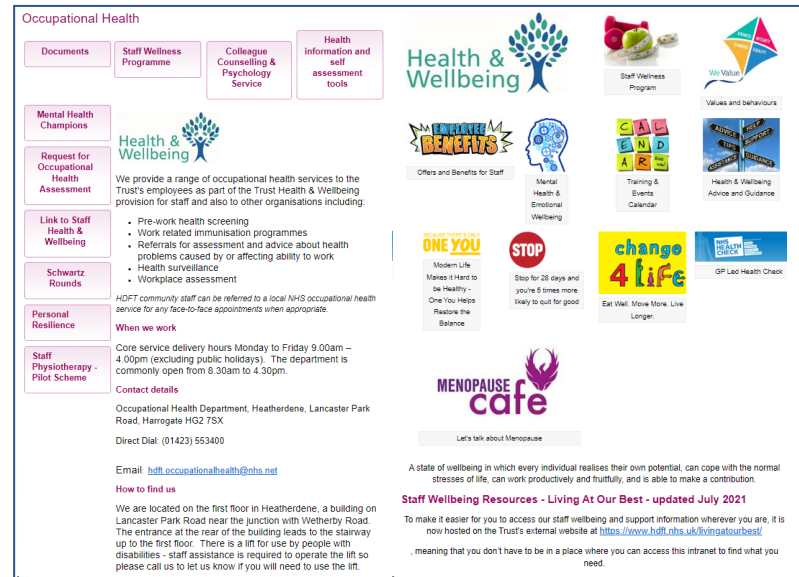 Occupational Health
Documents
Staff Wellness
Programme
Colleague
Counselling &
Psychology
Service
Health
information and
self
assessment
tools
Mental Health
Champions
Request for
Occupational
Health
Assessment
Link to Staff
Health &
Wellbeing
Schwartz
Rounds
Personal
Resilience
Staff
Physiotherapy -
Pilot Scheme
Health &
Wellbeing
We provide a range of occupational health services to the
Trust's employees as part of the Trust Health & Wellbeing
provision for staff and also to other organisations including:
Pre-work health screening
Work related immunisation programmes
Referrals for assessment and advice about health
problems caused by or affecting ability to work
Health surveillance
Workplace assessment
HDFT community staff can be referred to a local NHS occupational health
service for any face-to-face appointments when appropriate.
When we work
Core service delivery hours Monday to Friday 9.00am –
4.00pm (excluding public holidays). The department is
commonly open from 8.30am to 4.30pm.
Contact details
Occupational Health Department, Heatherdene, Lancaster Park
Road, Harrogate HG2 7SX
Direct Dial: (01423) 553400
Email: hdft.occupationalhealth@nhs.net
How to find us
We are located on the first floor in Heatherdene, a building on
Lancaster Park Road near the junction with Wetherby Road.
The entrance at the rear of the building leads to the stairway
up to the first floor. There is a lift for use by people with
disabilities - staff assistance is required to operate the lift so
please call us to let us know if you will need to use the lift.
Health &
Wellbeing
Staff Wellness
Program
We Value
Values and behaviours
EMPLOYEE
BENEFITS
Offers and Benefits for Staff
Mental
Health &
Emotional
Wellbeing
CAL
END
AR
Training &
Events
Calendar
ADVICE
HELP
TIPS
SUPPORT
ASSISTANCE
GUIDANCE
Health & Wellbeing
Advice and Guidance
BECAUSE THERE'S ONLY
ONE YOU
Modern Life
Makes it Hard to
be Healthy -
One You Helps
Restore the
Balance
STOP
Stop for 28 days and
you're 5 times more
likely to quit for good
change
4 LiFe
Eat Well. Move More. Live
Longer.
NHS
HEALTH
CHECK
GP Led Health Check
MENOPAUSE
cafe
Let's talk about Menopause
A state of wellbeing in which every individual realises their own potential, can cope with the normal
stresses of life, can work productively and fruitfully, and is able to make a contribution.
Staff Wellbeing Resources - Living At Our Best - updated July 2021
To make it easier for you to access our staff wellbeing and support information wherever you are, it is
now hosted on the Trust's external website at https://www.hdft.nhs.uk/livingatourbest/
, meaning that you don't have to be in a place where you can access this intranet to find what you
need.